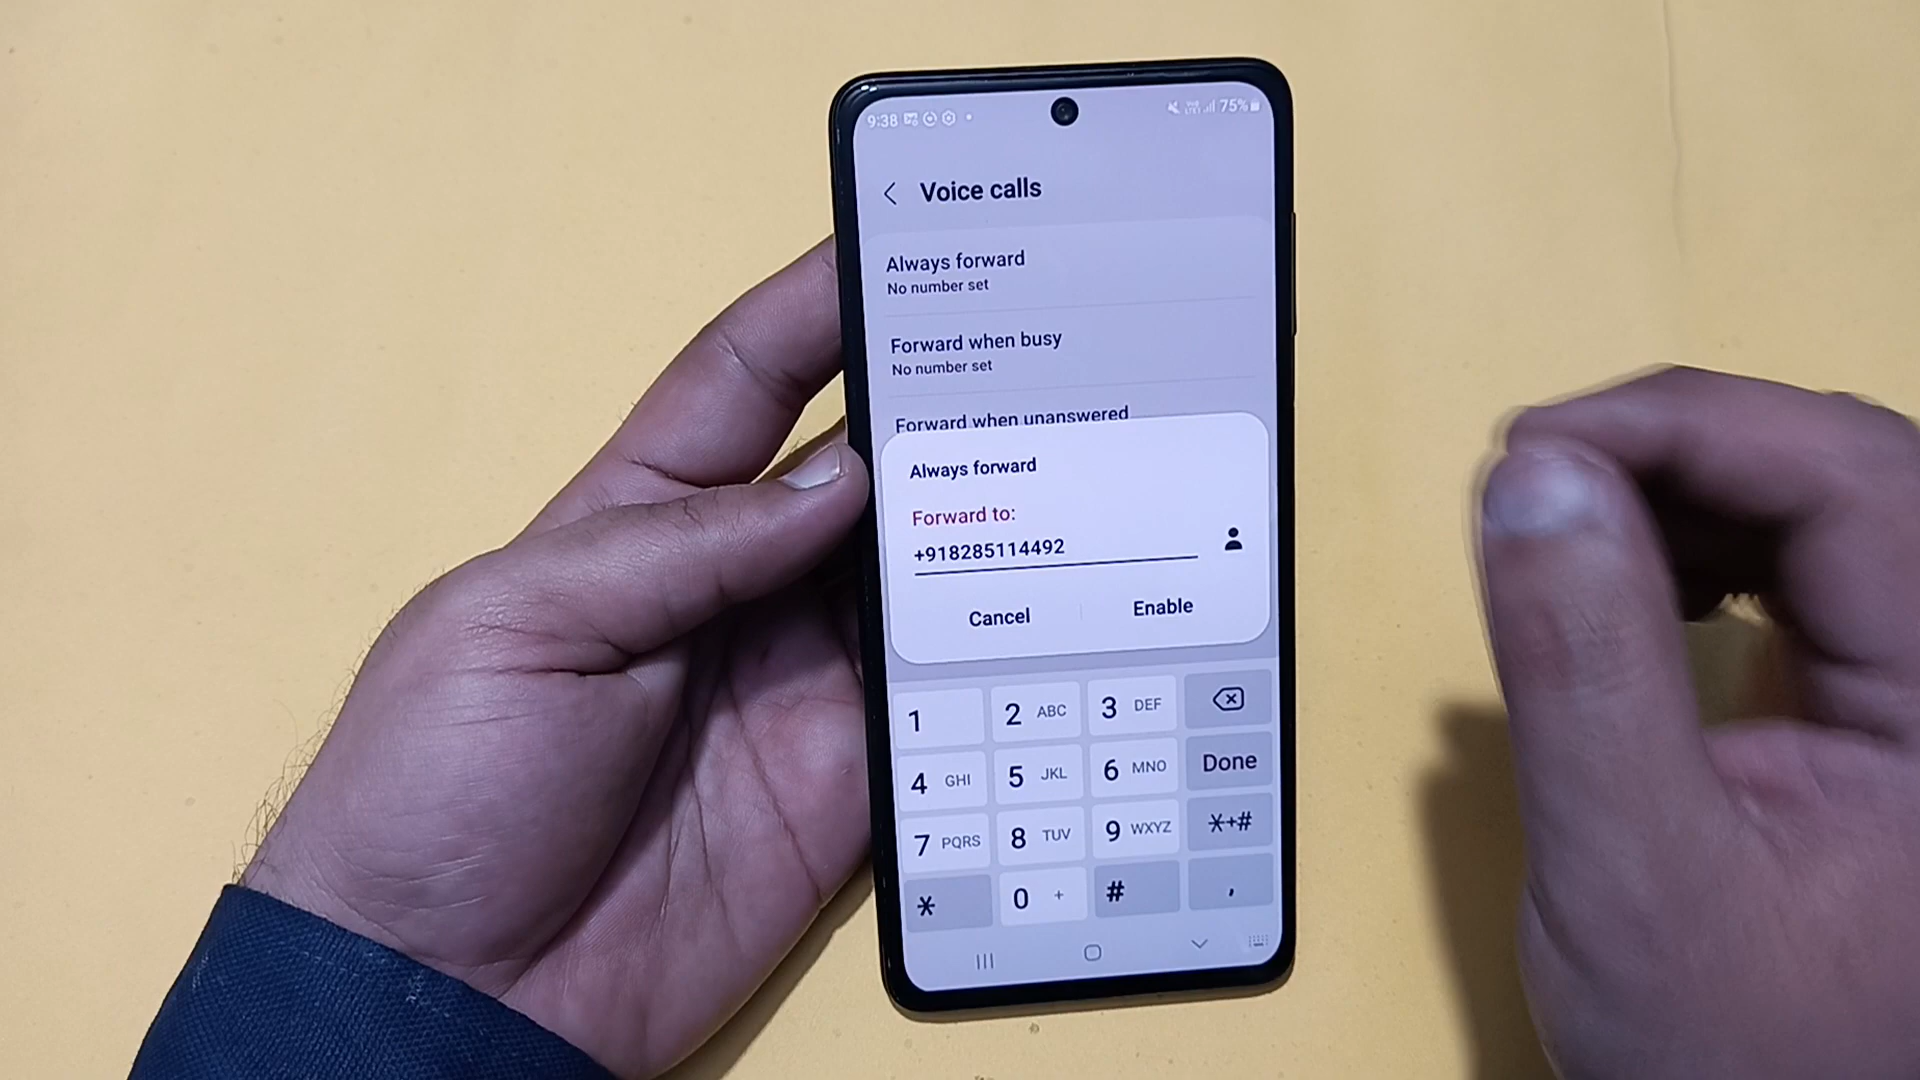 9:38 75%
Voice calls
Always forward
No number set
Forward when busy
No number set
Forward when unanswered
Always forward
Forward to:
+918285114492
Cancel Enable
1 2 ABC 3 DEF
4 GHI 5 JKL 6 MNO Done
7 PQRS 8 TUV 9 WXYZ *+#
* 0 + # ,